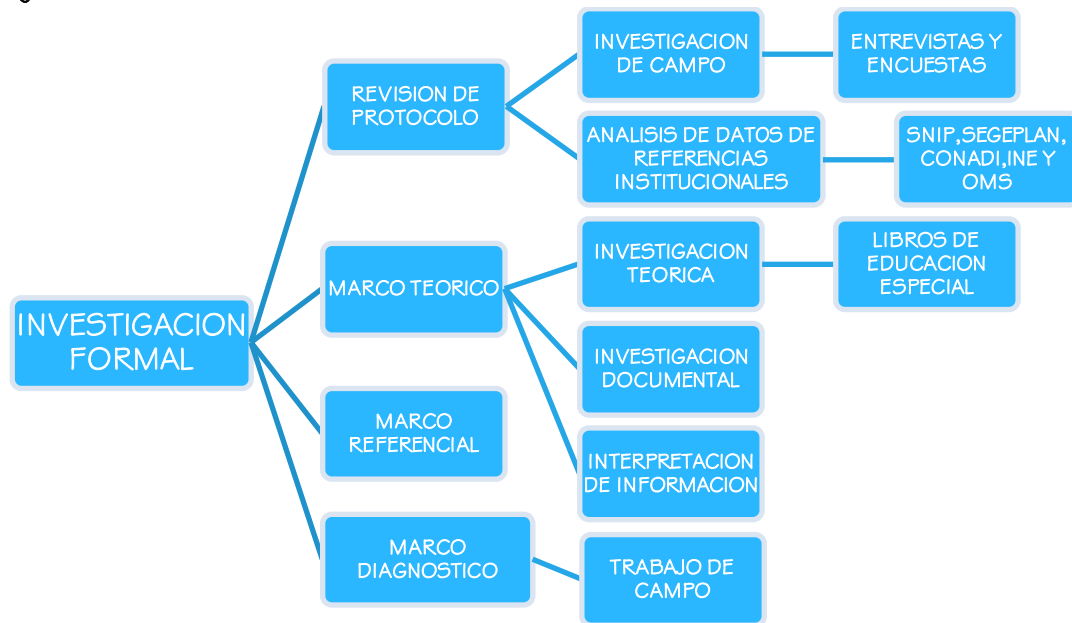 INVESTIGACION
FORMAL
REVISION DE
PROTOCOLO
INVESTIGACION
DE CAMPO
ENTREVISTAS Y
ENCUESTAS
ANALISIS DE DATOS DE
REFERENCIAS
INSTITUCIONALES
SNIP,SEGEPLAN,
CONADI,INE Y
OMS
MARCO TEORICO
INVESTIGACION
TEORICA
LIBROS DE
EDUCACION
ESPECIAL
INVESTIGACION
DOCUMENTAL
INTERPRETACION
DE INFORMACION
MARCO
REFERENCIAL
MARCO
DIAGNOSTICO
TRABAJO DE
CAMPO